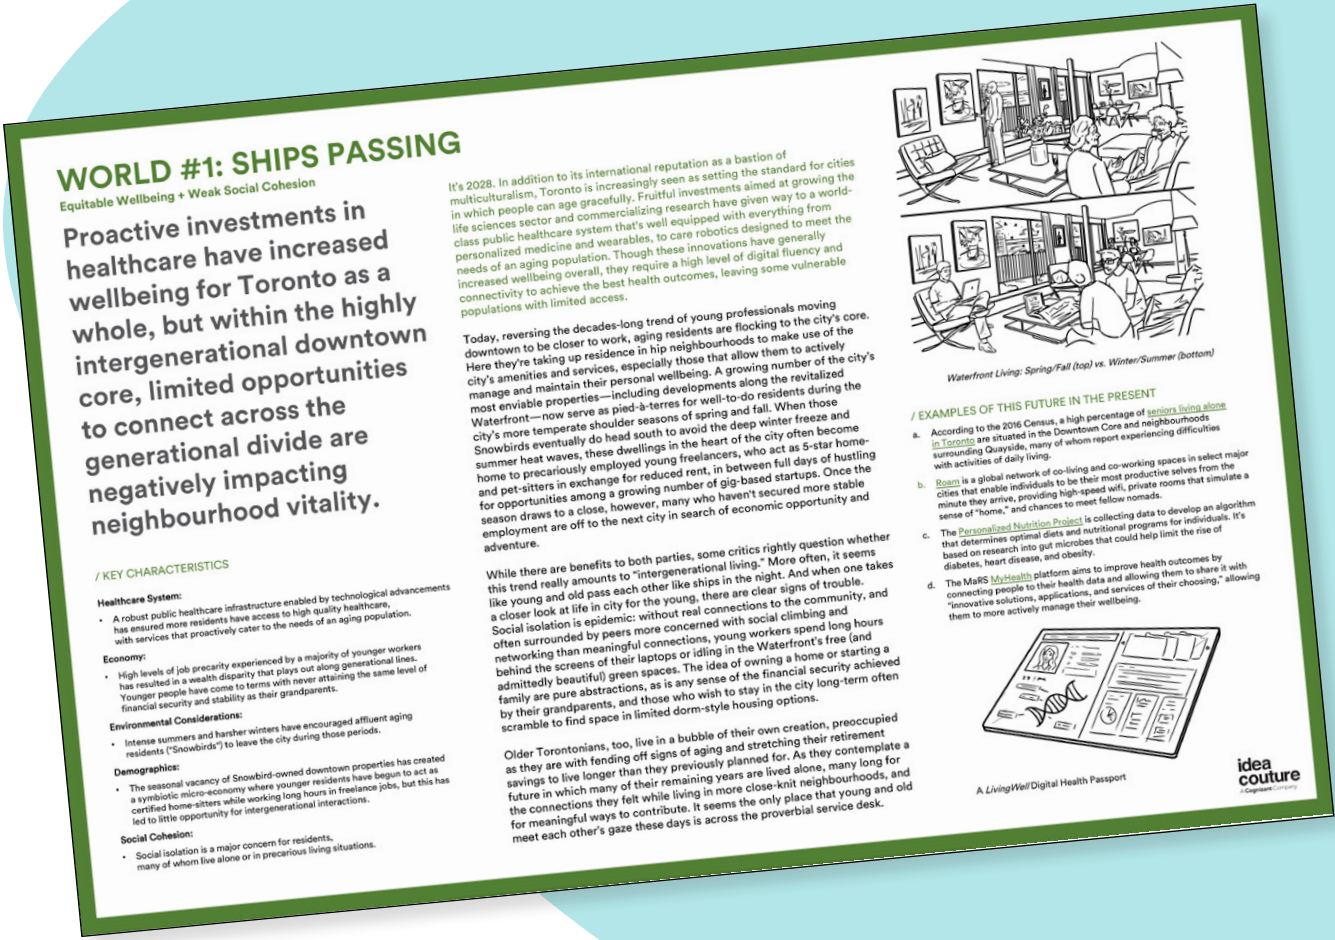 WORLD #1: SHIPS PASSING
Equitable Wellbeing + Weak Social Cohesion
Proactive investments in
healthcare have increased
wellbeing for Toronto as a
whole, but within the highly
intergenerational downtown
core, limited opportunities
to connect across the
generational divide are
negatively impacting
neighbourhood vitality.
/ KEY CHARACTERISTICS
Healthcare System:
• A robust public healthcare infrastructure enabled by technological advancements
has ensured more residents have access to high quality healthcare,
with services that proactively cater to the needs of an aging population.
Economy:
• High levels of job precarity experienced by a majority of younger workers
has resulted in a wealth disparity that plays out along generational lines.
Younger people have come to terms with never attaining the same level of
financial security and stability as their grandparents.
Environmental Considerations:
• Intense summers and harsher winters have encouraged affluent aging
residents ("Snowbirds") to leave the city during those periods.
Demographics:
• The seasonal vacancy of Snowbird-owned downtown properties has created
a symbiotic micro-economy where younger residents have begun to act as
certified home-sitters while working long hours in freelance jobs, but this has
led to little opportunity for intergenerational interactions.
Social Cohesion:
• Social isolation is a major concern for residents,
many of whom live alone or in precarious living situations.
It's 2028. In addition to its international reputation as a bastion of
multiculturalism, Toronto is increasingly seen as setting the standard for cities
in which people can age gracefully. Fruitful investments aimed at growing the
life sciences sector and commercializing research have given way to a world-
class public healthcare system that's well equipped with everything from
personalized medicine and wearables, to care robotics designed to meet the
needs of an aging population. Though these innovations have generally
increased wellbeing overall, they require a high level of digital fluency and
connectivity to achieve the best health outcomes, leaving some vulnerable
populations with limited access.
Today, reversing the decades-long trend of young professionals moving
downtown to be closer to work, aging residents are flocking to the city's core.
Here they're taking up residence in hip neighbourhoods to make use of the
city's amenities and services, especially those that allow them to actively
manage and maintain their personal wellbeing. A growing number of the city's
most enviable properties—including developments along the revitalized
Waterfront—now serve as pied-à-terres for well-to-do residents during the
city's more temperate shoulder seasons of spring and fall. When those
Snowbirds eventually do head south to avoid the deep winter freeze and
summer heat waves, these dwellings in the heart of the city often become
home to precariously employed young freelancers, who act as 5-star home-
and pet-sitters in exchange for reduced rent, in between full days of hustling
for opportunities among a growing number of gig-based startups. Once the
season draws to a close, however, many who haven't secured more stable
employment are off to the next city in search of economic opportunity and
adventure.
While there are benefits to both parties, some critics rightly question whether
this trend really amounts to "intergenerational living." More often, it seems
like young and old pass each other like ships in the night. And when one takes
a closer look at life in city for the young, there are clear signs of trouble.
Social isolation is epidemic: without real connections to the community, and
often surrounded by peers more concerned with social climbing and
networking than meaningful connections, young workers spend long hours
behind the screens of their laptops or idling in the Waterfront's free (and
admittedly beautiful) green spaces. The idea of owning a home or starting a
family are pure abstractions, as is any sense of the financial security achieved
by their grandparents, and those who wish to stay in the city long-term often
scramble to find space in limited dorm-style housing options.
Older Torontonians, too, live in a bubble of their own creation, preoccupied
as they are with fending off signs of aging and stretching their retirement
savings to live longer than they previously planned for. As they contemplate a
future in which many of their remaining years are lived alone, many long for
the connections they felt while living in more close-knit neighbourhoods, and
for meaningful ways to contribute. It seems the only place that young and old
meet each other's gaze these days is across the proverbial service desk.
Waterfront Living: Spring/Fall (top) vs. Winter/Summer (bottom)
/ EXAMPLES OF THIS FUTURE IN THE PRESENT
a. According to the 2016 Census, a high percentage of seniors living alone
in Toronto are situated in the Downtown Core and neighbourhoods
surrounding Quayside, many of whom report experiencing difficulties
with activities of daily living.
b. Roam is a global network of co-living and co-working spaces in select major
cities that enable individuals to be their most productive selves from the
minute they arrive, providing high-speed wifi, private rooms that simulate a
sense of "home," and chances to meet fellow nomads.
c. The Personalized Nutrition Project is collecting data to develop an algorithm
that determines optimal diets and nutritional programs for individuals. It's
based on research into gut microbes that could help limit the rise of
diabetes, heart disease, and obesity.
d. The MaRS MyHealth platform aims to improve health outcomes by
connecting people to their health data and allowing them to share it with
"innovative solutions, applications, and services of their choosing," allowing
them to more actively manage their wellbeing.
A LivingWell Digital Health Passport
idea
couture
A Cognizant Company